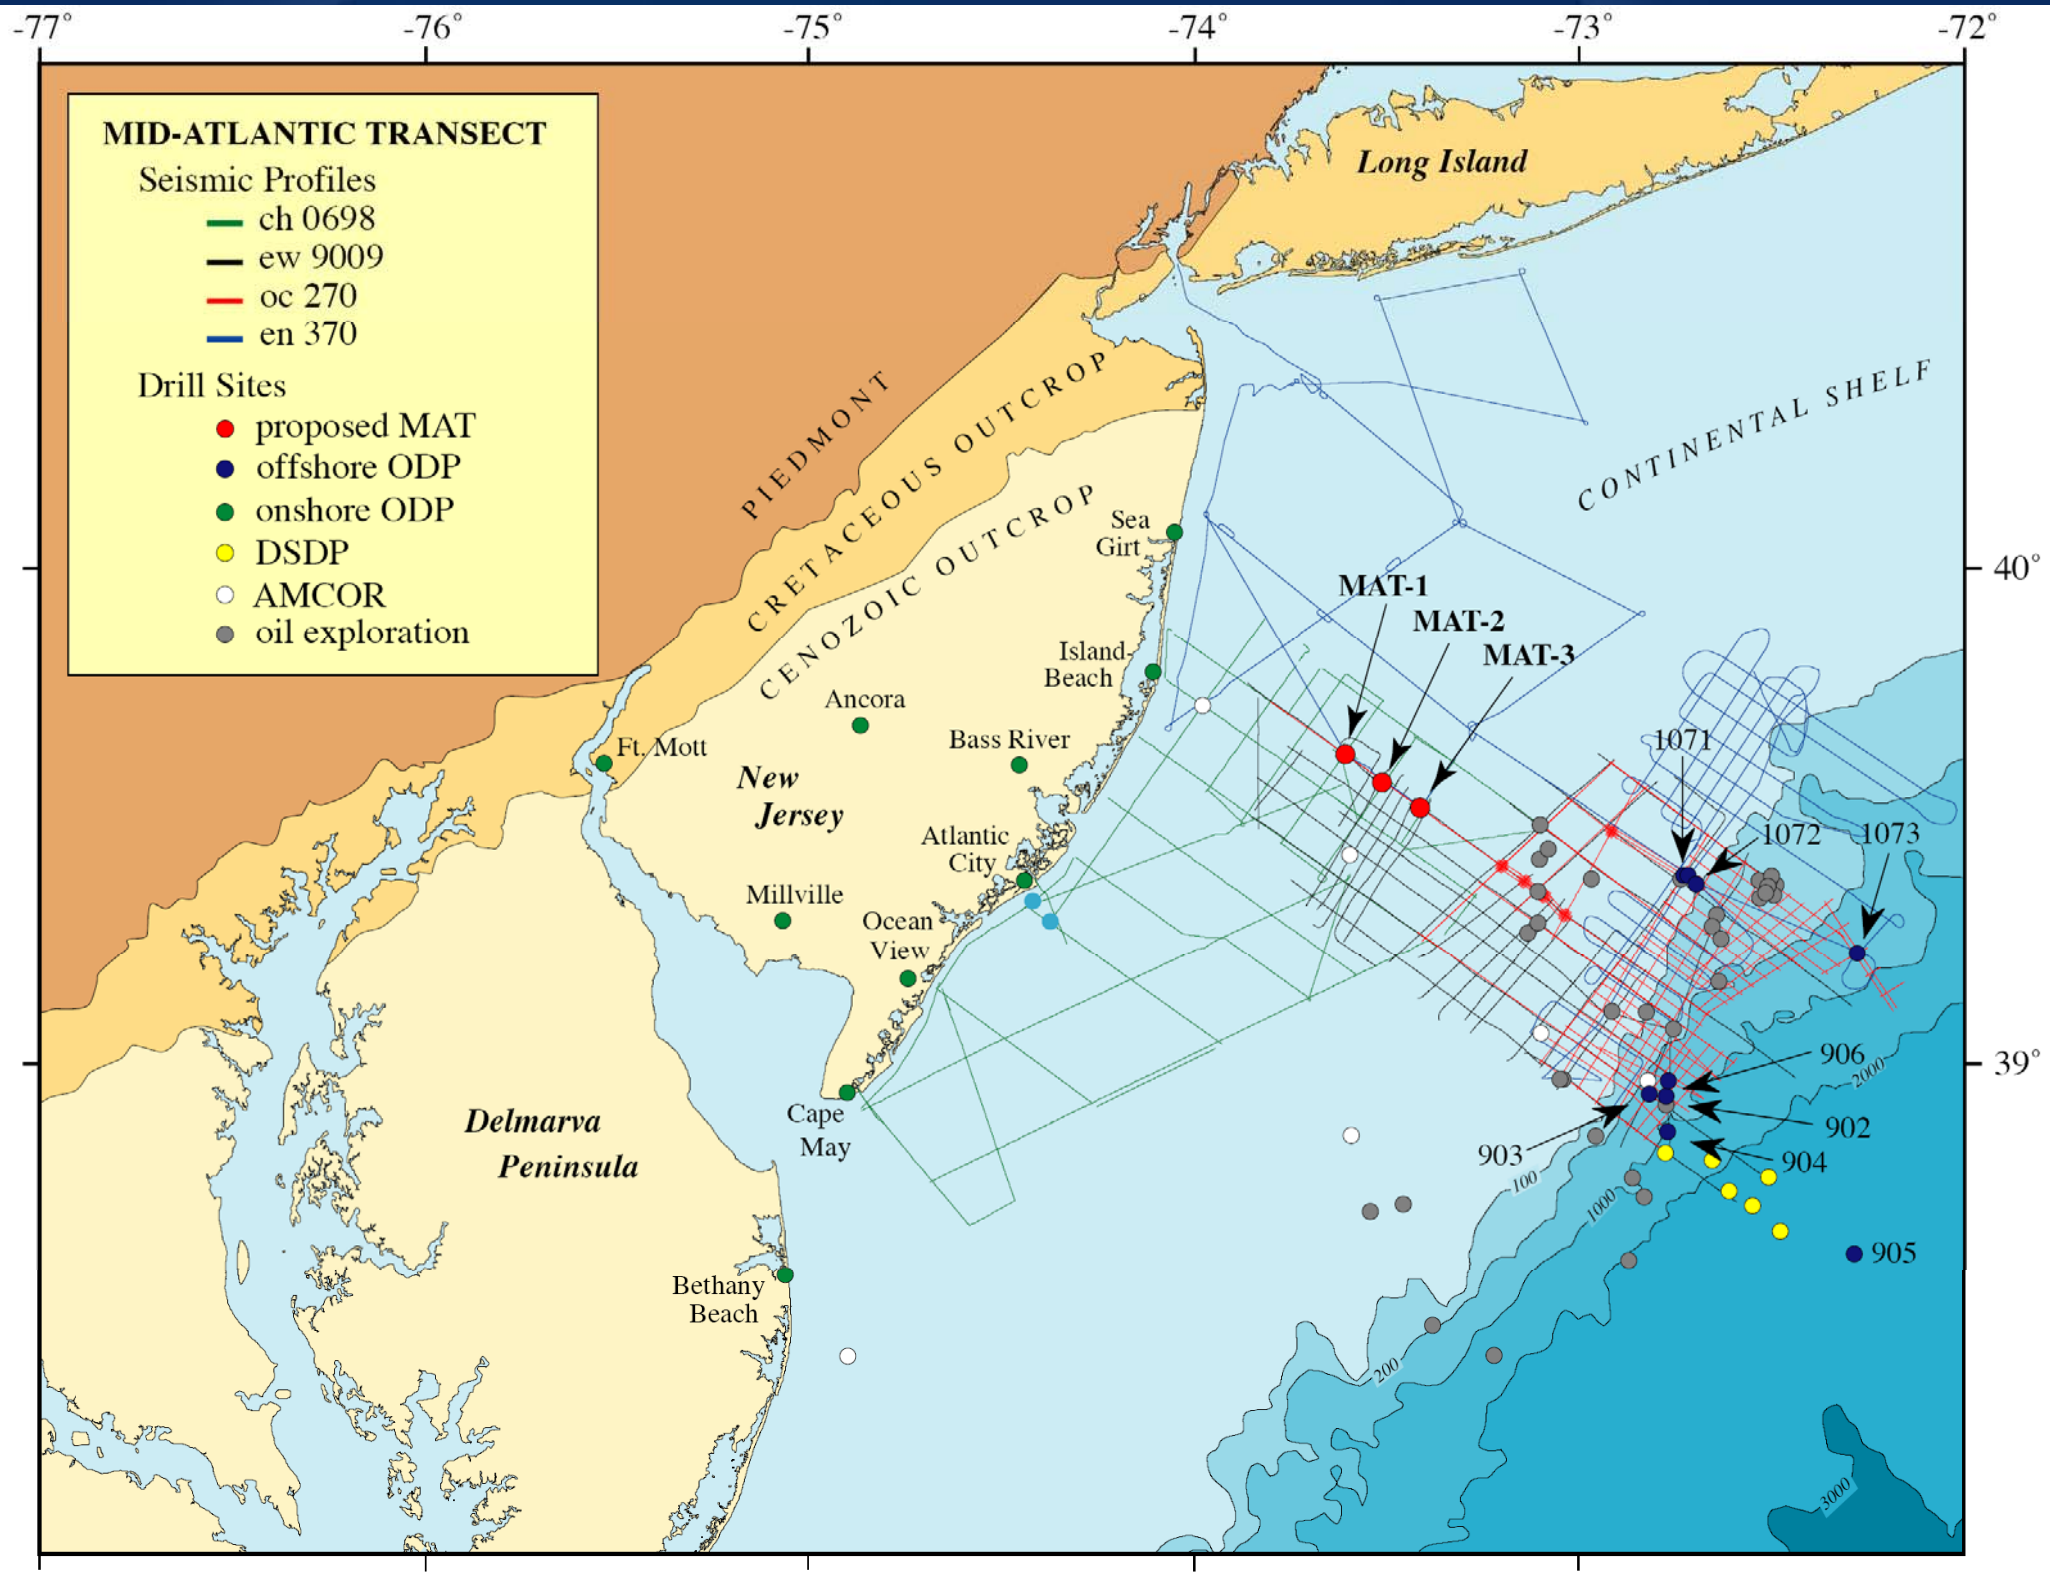 -77°
-76°
-75°
-74°
-73°
-72°
MID-ATLANTIC TRANSECT
Seismic Profiles
ch 0698
ew 9009
oc 270
en 370
Drill Sites
proposed MAT
offshore ODP
onshore ODP
DSDP
AMCOR
oil exploration
Long Island
PIEDMONT
CRETACEOUS OUTCROP
CENOZOIC OUTCROP
CONTINENTAL SHELF
Sea
Girt
40°
MAT-1
MAT-2
MAT-3
Island-
Beach
Ancora
Bass River
Ft. Mott
New
Jersey
1071
1072
1073
Atlantic
City
Millville
Ocean
View
906
39°
2000
Cape
May
Delmarva
Peninsula
902
903
904
100
1000
905
Bethany
Beach
200
3000